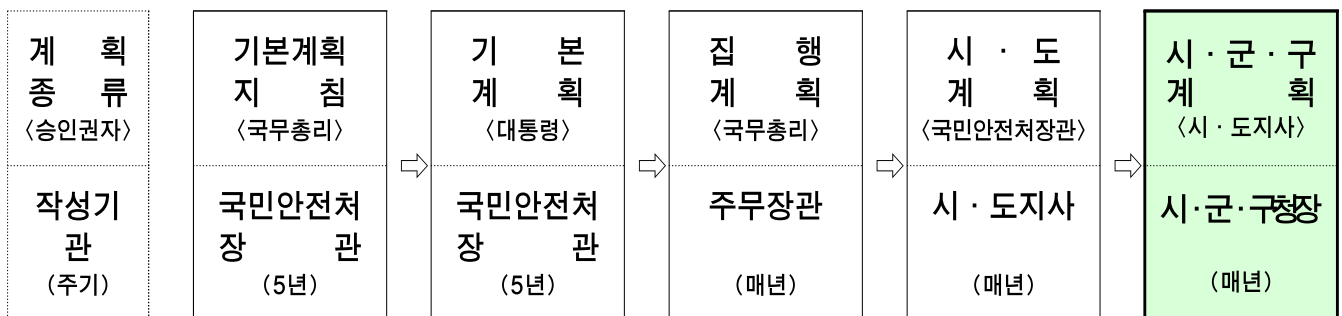 계 획
종 류
〈승인권자〉
작성기
관
(주기)
기본계획
지 침
〈국무총리〉
국민안전처
장 관
(5년)
기 본
계 획
〈대통령〉
국민안전처
장 관
(5년)
집 행
계 획
〈국무총리〉
주무장관
(매년)
시 · 도
계 획
〈국민안전처장관〉
시 · 도지사
(매년)
시 · 군 · 구
계 획
〈시 · 도지사〉
시·군·구청장
(매년)